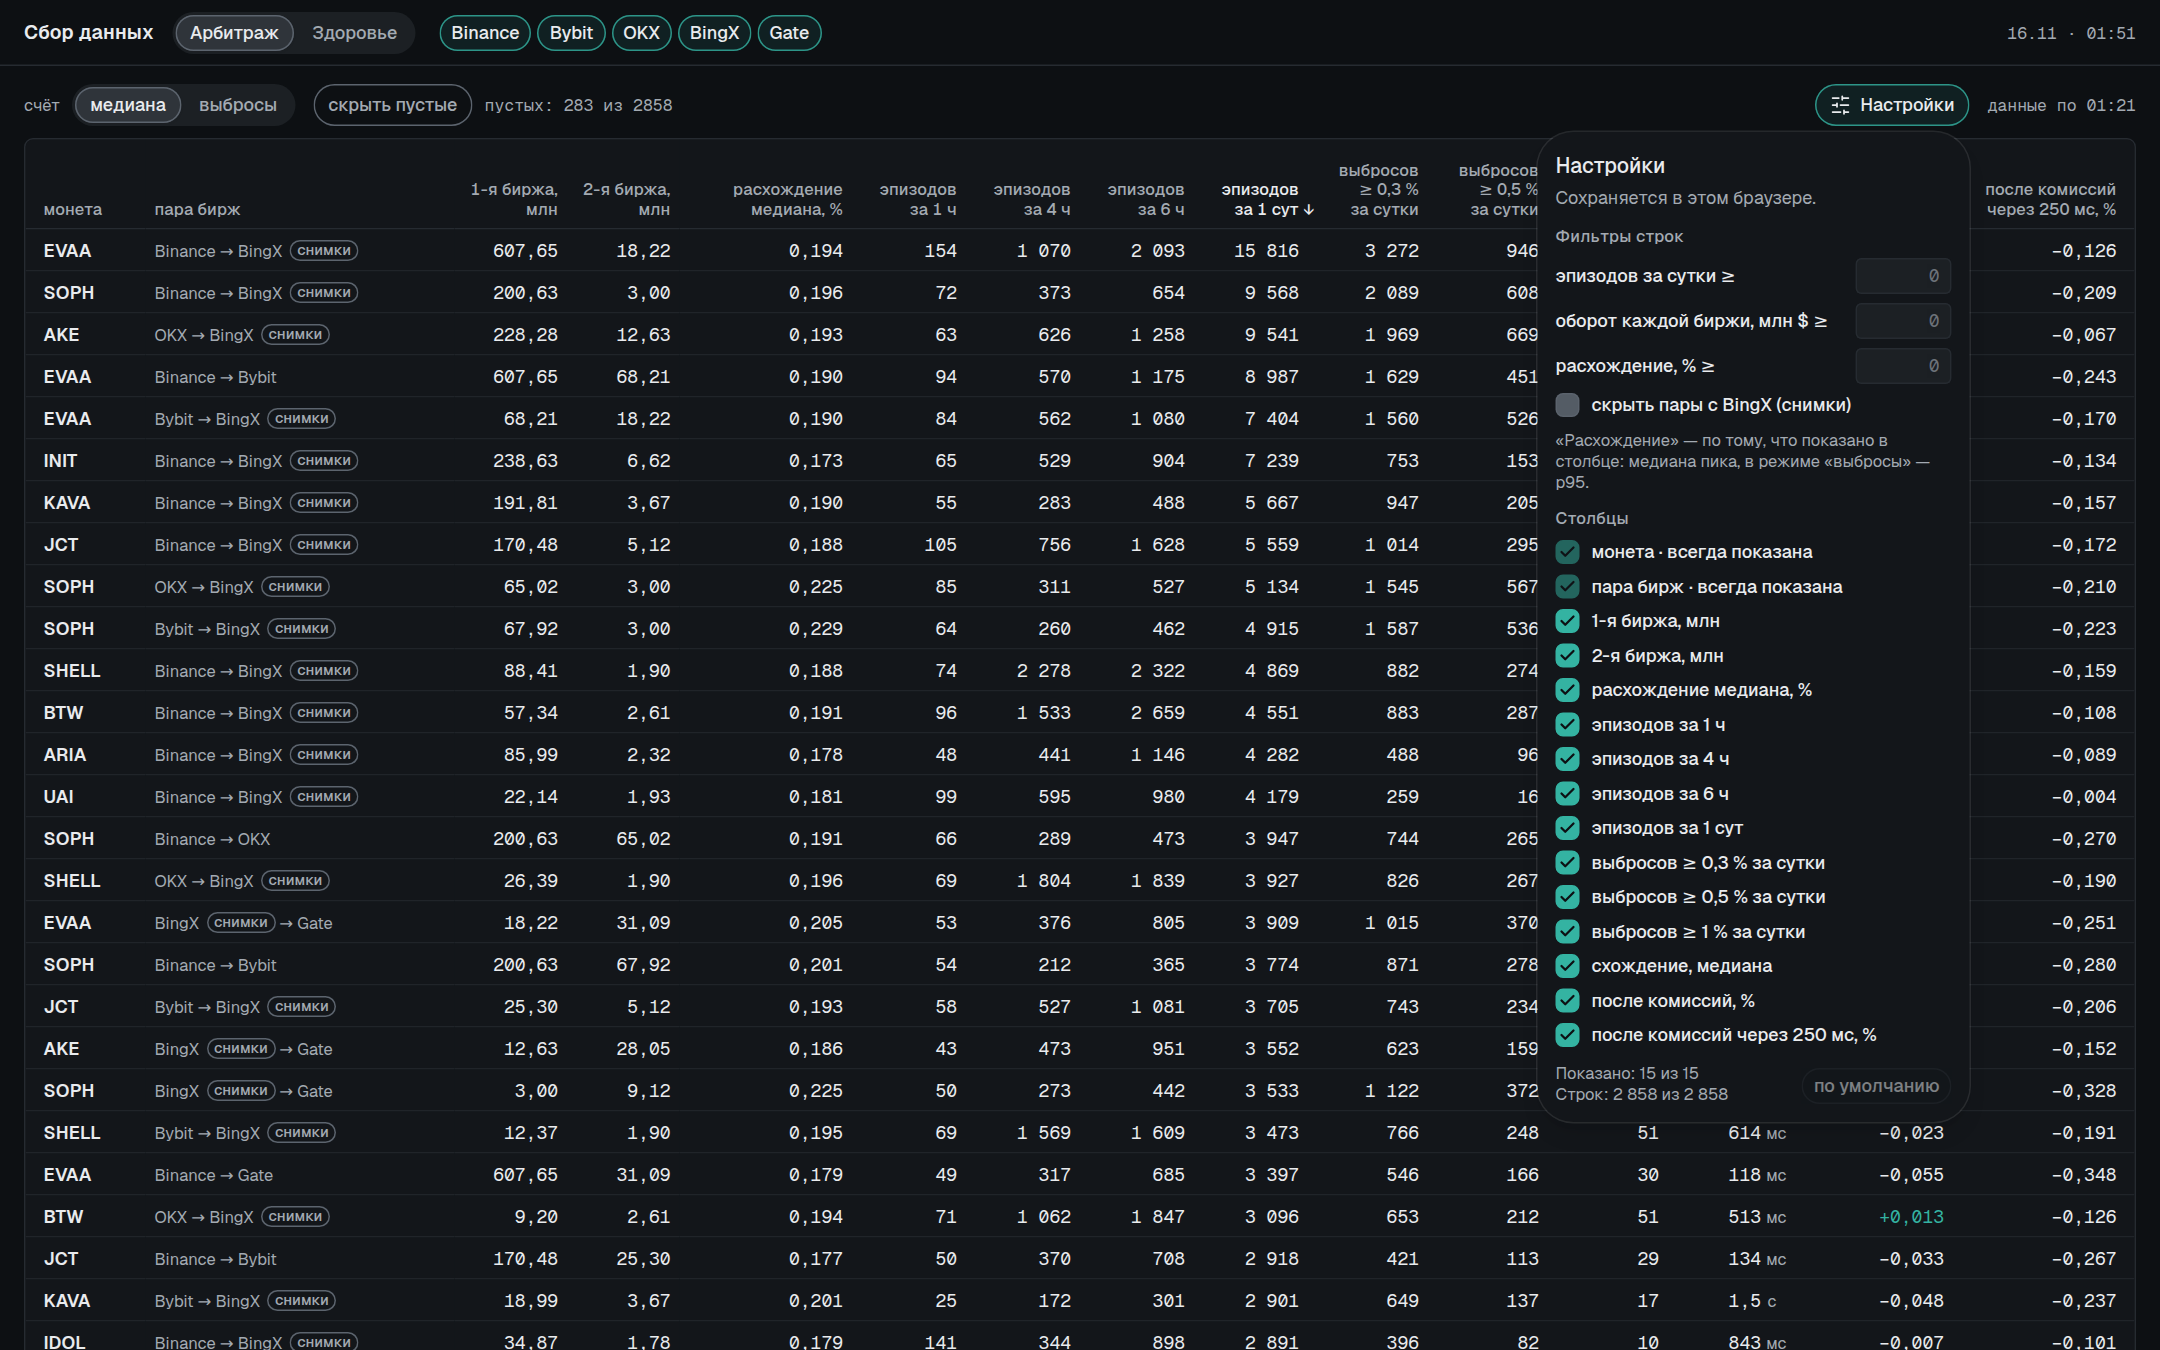 Сбор данных Арбитраж Здоровье Binance Bybit OKX BingX Gate 16.11 · 01:51
счёт медиана выбросы скрыть пустые пустых: 283 из 2858 Настройки данные по 01:21
монета пара бирж 1-я биржа, млн 2-я биржа, млн расхождение медиана, % эпизодов за 1 ч эпизодов за 4 ч эпизодов за 6 ч эпизодов за 1 сут ↓ выбросов ≥ 0,3 % за сутки выбросов ≥ 0,5 % за сутки после комиссий через 250 мс, %
EVAA Binance → BingX СНИМКИ 607,65 18,22 0,194 154 1 070 2 093 15 816 3 272 946 −0,126
SOPH Binance → BingX СНИМКИ 200,63 3,00 0,196 72 373 654 9 568 2 089 608 −0,209
AKE OKX → BingX СНИМКИ 228,28 12,63 0,193 63 626 1 258 9 541 1 969 669 −0,067
EVAA Binance → Bybit 607,65 68,21 0,190 94 570 1 175 8 987 1 629 451 −0,243
EVAA Bybit → BingX СНИМКИ 68,21 18,22 0,190 84 562 1 080 7 404 1 560 526 −0,170
INIT Binance → BingX СНИМКИ 238,63 6,62 0,173 65 529 904 7 239 753 153 −0,134
KAVA Binance → BingX СНИМКИ 191,81 3,67 0,190 55 283 488 5 667 947 205 −0,157
JCT Binance → BingX СНИМКИ 170,48 5,12 0,188 105 756 1 628 5 559 1 014 295 −0,172
SOPH OKX → BingX СНИМКИ 65,02 3,00 0,225 85 311 527 5 134 1 545 567 −0,210
SOPH Bybit → BingX СНИМКИ 67,92 3,00 0,229 64 260 462 4 915 1 587 536 −0,223
SHELL Binance → BingX СНИМКИ 88,41 1,90 0,188 74 2 278 2 322 4 869 882 274 −0,159
BTW Binance → BingX СНИМКИ 57,34 2,61 0,191 96 1 533 2 659 4 551 883 287 −0,108
ARIA Binance → BingX СНИМКИ 85,99 2,32 0,178 48 441 1 146 4 282 488 96 −0,089
UAI Binance → BingX СНИМКИ 22,14 1,93 0,181 99 595 980 4 179 259 16 −0,004
SOPH Binance → OKX 200,63 65,02 0,191 66 289 473 3 947 744 265 −0,270
SHELL OKX → BingX СНИМКИ 26,39 1,90 0,196 69 1 804 1 839 3 927 826 267 −0,190
EVAA BingX СНИМКИ → Gate 18,22 31,09 0,205 53 376 805 3 909 1 015 370 −0,251
SOPH Binance → Bybit 200,63 67,92 0,201 54 212 365 3 774 871 278 −0,280
JCT Bybit → BingX СНИМКИ 25,30 5,12 0,193 58 527 1 081 3 705 743 234 −0,206
AKE BingX СНИМКИ → Gate 12,63 28,05 0,186 43 473 951 3 552 623 159 −0,152
SOPH BingX СНИМКИ → Gate 3,00 9,12 0,225 50 273 442 3 533 1 122 372 −0,328
SHELL Bybit → BingX СНИМКИ 12,37 1,90 0,195 69 1 569 1 609 3 473 766 248 51 614 мс −0,023 −0,191
EVAA Binance → Gate 607,65 31,09 0,179 49 317 685 3 397 546 166 30 118 мс −0,055 −0,348
BTW OKX → BingX СНИМКИ 9,20 2,61 0,194 71 1 062 1 847 3 096 653 212 51 513 мс +0,013 −0,126
JCT Binance → Bybit 170,48 25,30 0,177 50 370 708 2 918 421 113 29 134 мс −0,033 −0,267
KAVA Bybit → BingX СНИМКИ 18,99 3,67 0,201 25 172 301 2 901 649 137 17 1,5 с −0,048 −0,237
IDOL Binance → BingX СНИМКИ 34,87 1,78 0,179 141 344 898 2 891 396 82 10 843 мс −0,007 −0,101
Настройки
Сохраняется в этом браузере.
Фильтры строк
эпизодов за сутки ≥ 0
оборот каждой биржи, млн $ ≥ 0
расхождение, % ≥ 0
скрыть пары с BingX (снимки)
«Расхождение» — по тому, что показано в
столбце: медиана пика, в режиме «выбросы» —
p95.
Столбцы
монета · всегда показана
пара бирж · всегда показана
1-я биржа, млн
2-я биржа, млн
расхождение медиана, %
эпизодов за 1 ч
эпизодов за 4 ч
эпизодов за 6 ч
эпизодов за 1 сут
выбросов ≥ 0,3 % за сутки
выбросов ≥ 0,5 % за сутки
выбросов ≥ 1 % за сутки
схождение, медиана
после комиссий, %
после комиссий через 250 мс, %
Показано: 15 из 15
Строк: 2 858 из 2 858
по умолчанию